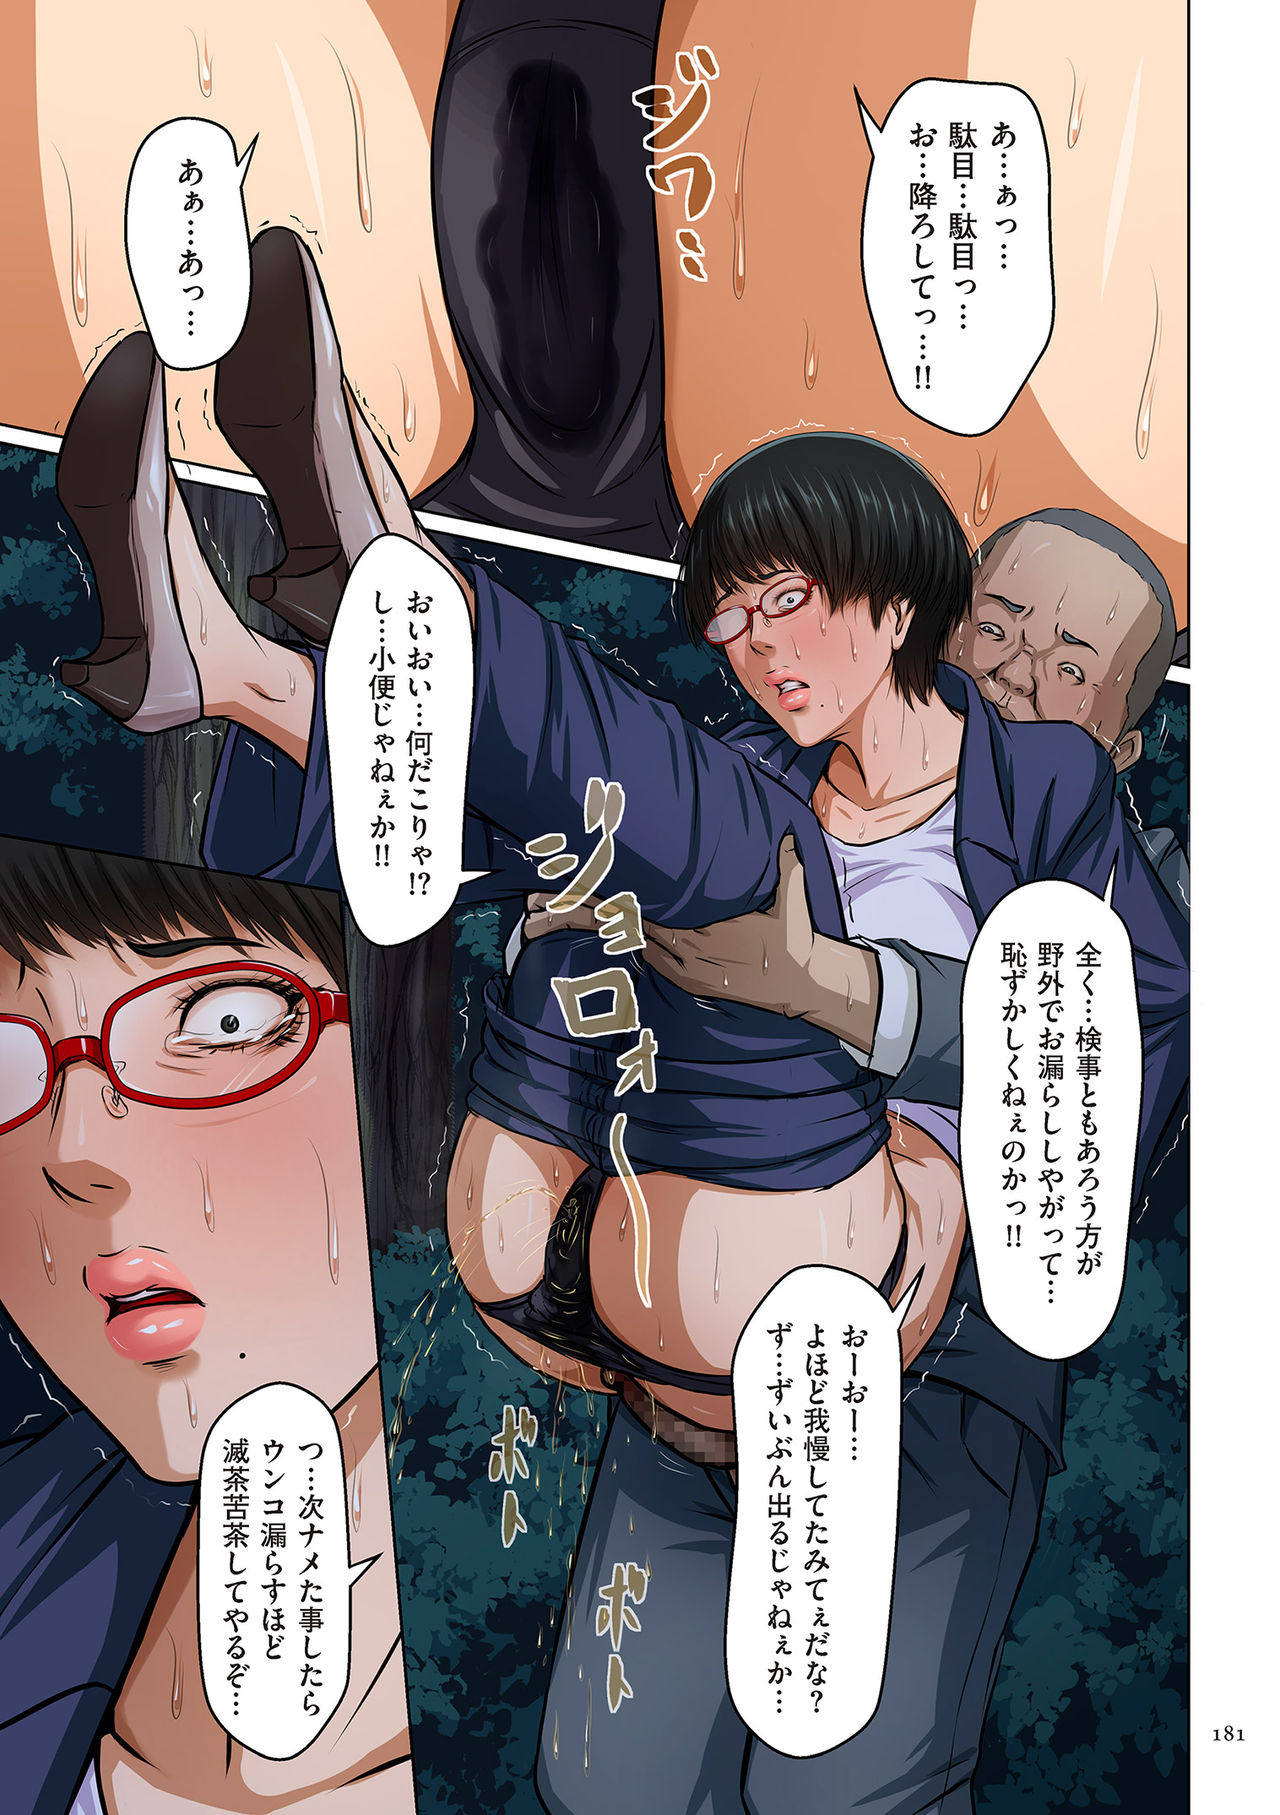 あ…ぁっ…
駄目…駄目っ…
お…降ろしてっ…!!
ジワ…
あぁ…あっ…
おいおい…何だこりゃ!?
し…小便じゃねぇか!!
ジョロロォ～
全く…検事ともあろう方が
野外でお漏らししやがって…
恥ずかしくねぇのかっ!!
おーおー…
よほど我慢してたみてぇだな?
ず…ずいぶん出るじゃねぇか…
ボト
ボト
つ…次ナメた事したら
ウンコ漏らすほど
滅茶苦茶してやるぞ…
181